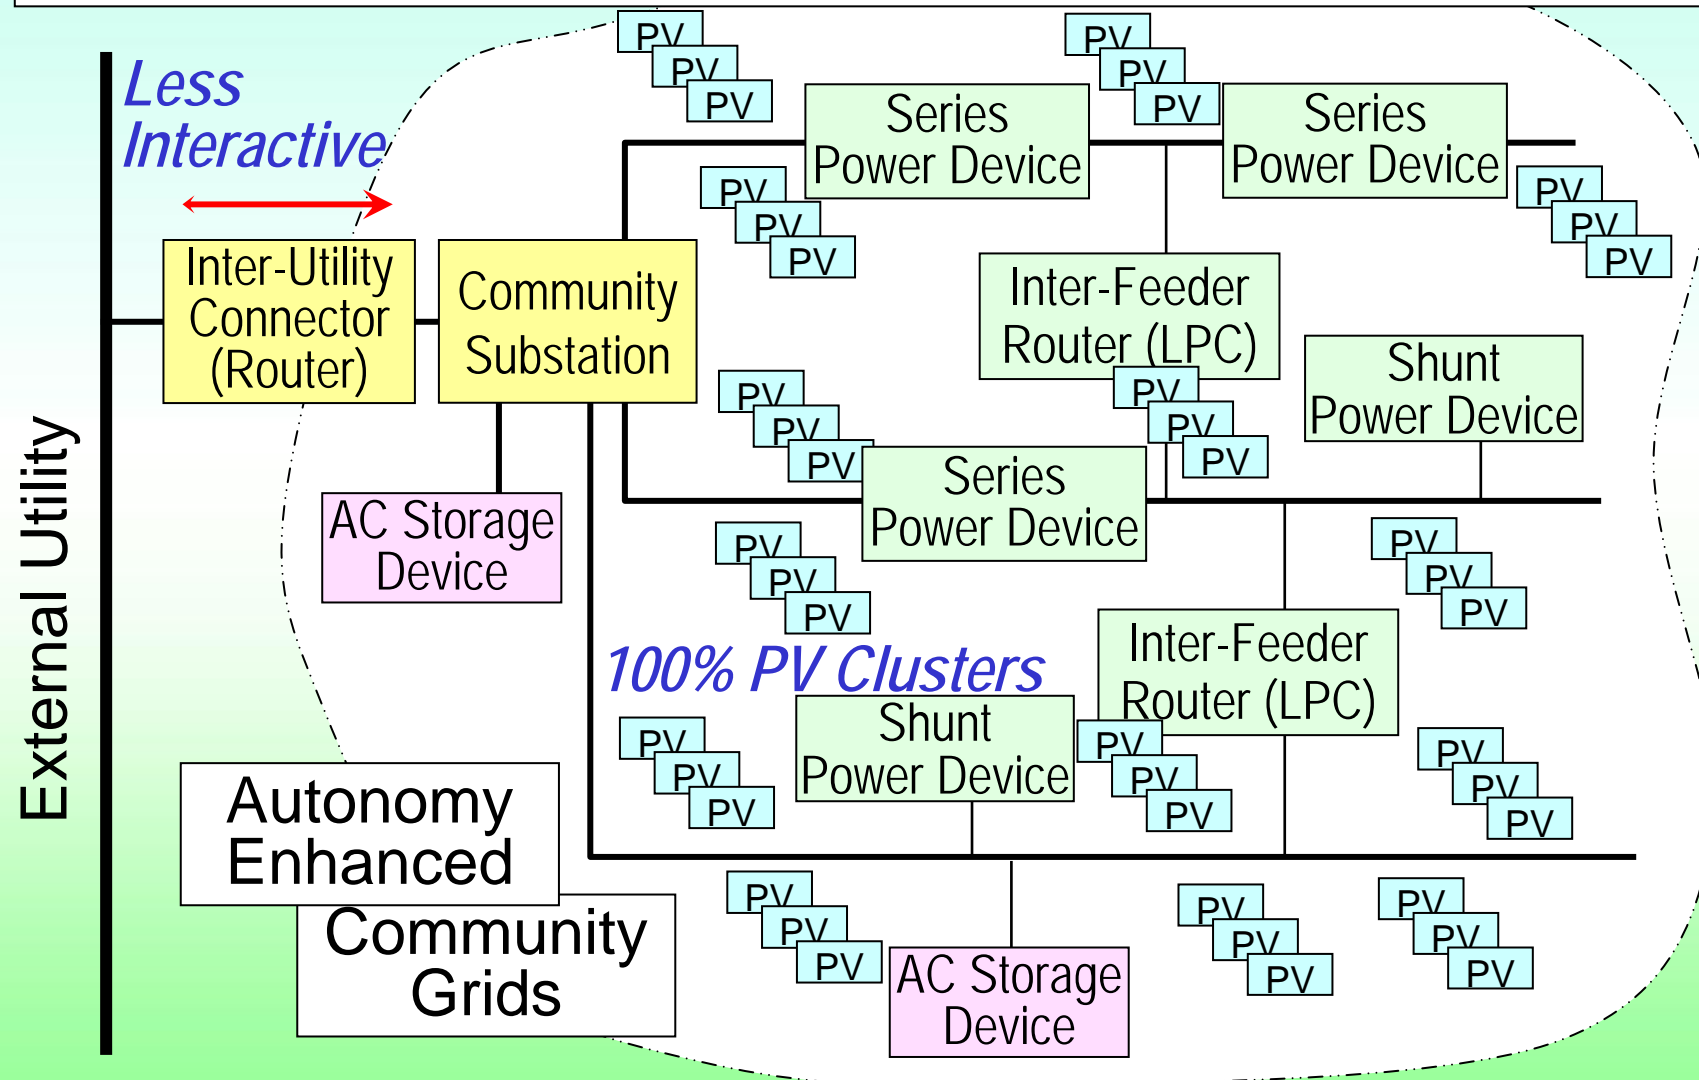 PV
PV
PV
PV
PV
PV
Less
Interactive
Series
Power Device
Series
Power Device
PV
PV
PV
PV
PV
PV
Inter-Utility
Connector
(Router)
Community
Substation
Inter-Feeder
Router (LPC)
Shunt
Power Device
PV
PV
PV
PV
PV
PV
External Utility
AC Storage
Device
Series
Power Device
PV
PV
PV
PV
PV
PV
100% PV Clusters
Inter-Feeder
Router (LPC)
Shunt
Power Device
PV
PV
PV
PV
PV
PV
PV
PV
PV
Autonomy
Enhanced
Community
Grids
PV
PV
PV
AC Storage
Device
PV
PV
PV
PV
PV
PV